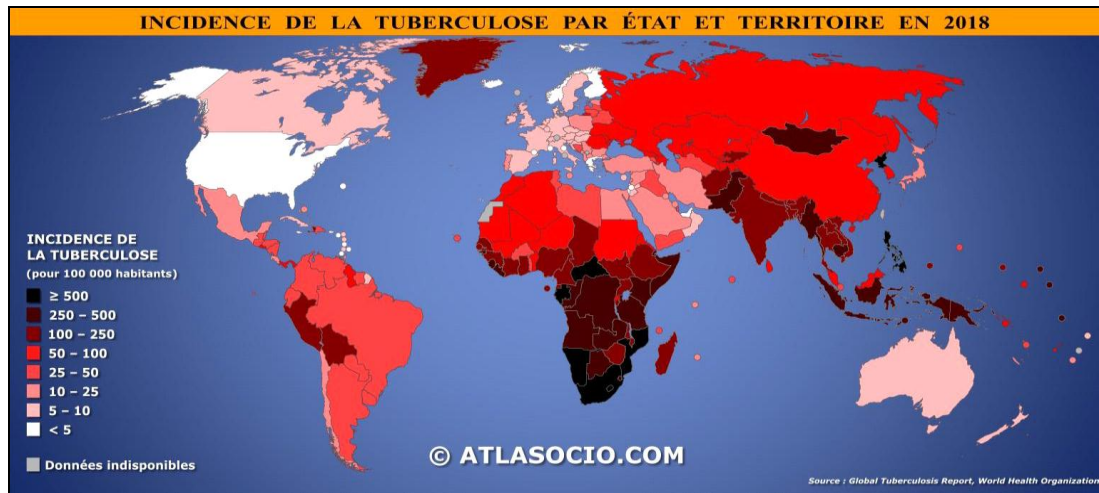 INCIDENCE DE LA TUBERCULOSE PAR ÉTAT ET TERRITOIRE EN 2018
INCIDENCE DE
LA TUBERCULOSE
(pour 100 000 habitants)
≥ 500
250 – 500
100 – 250
50 – 100
25 – 50
10 – 25
5 – 10
< 5
Données indisponibles
© ATLASOCIO.COM
Source : Global Tuberculosis Report, World Health Organization